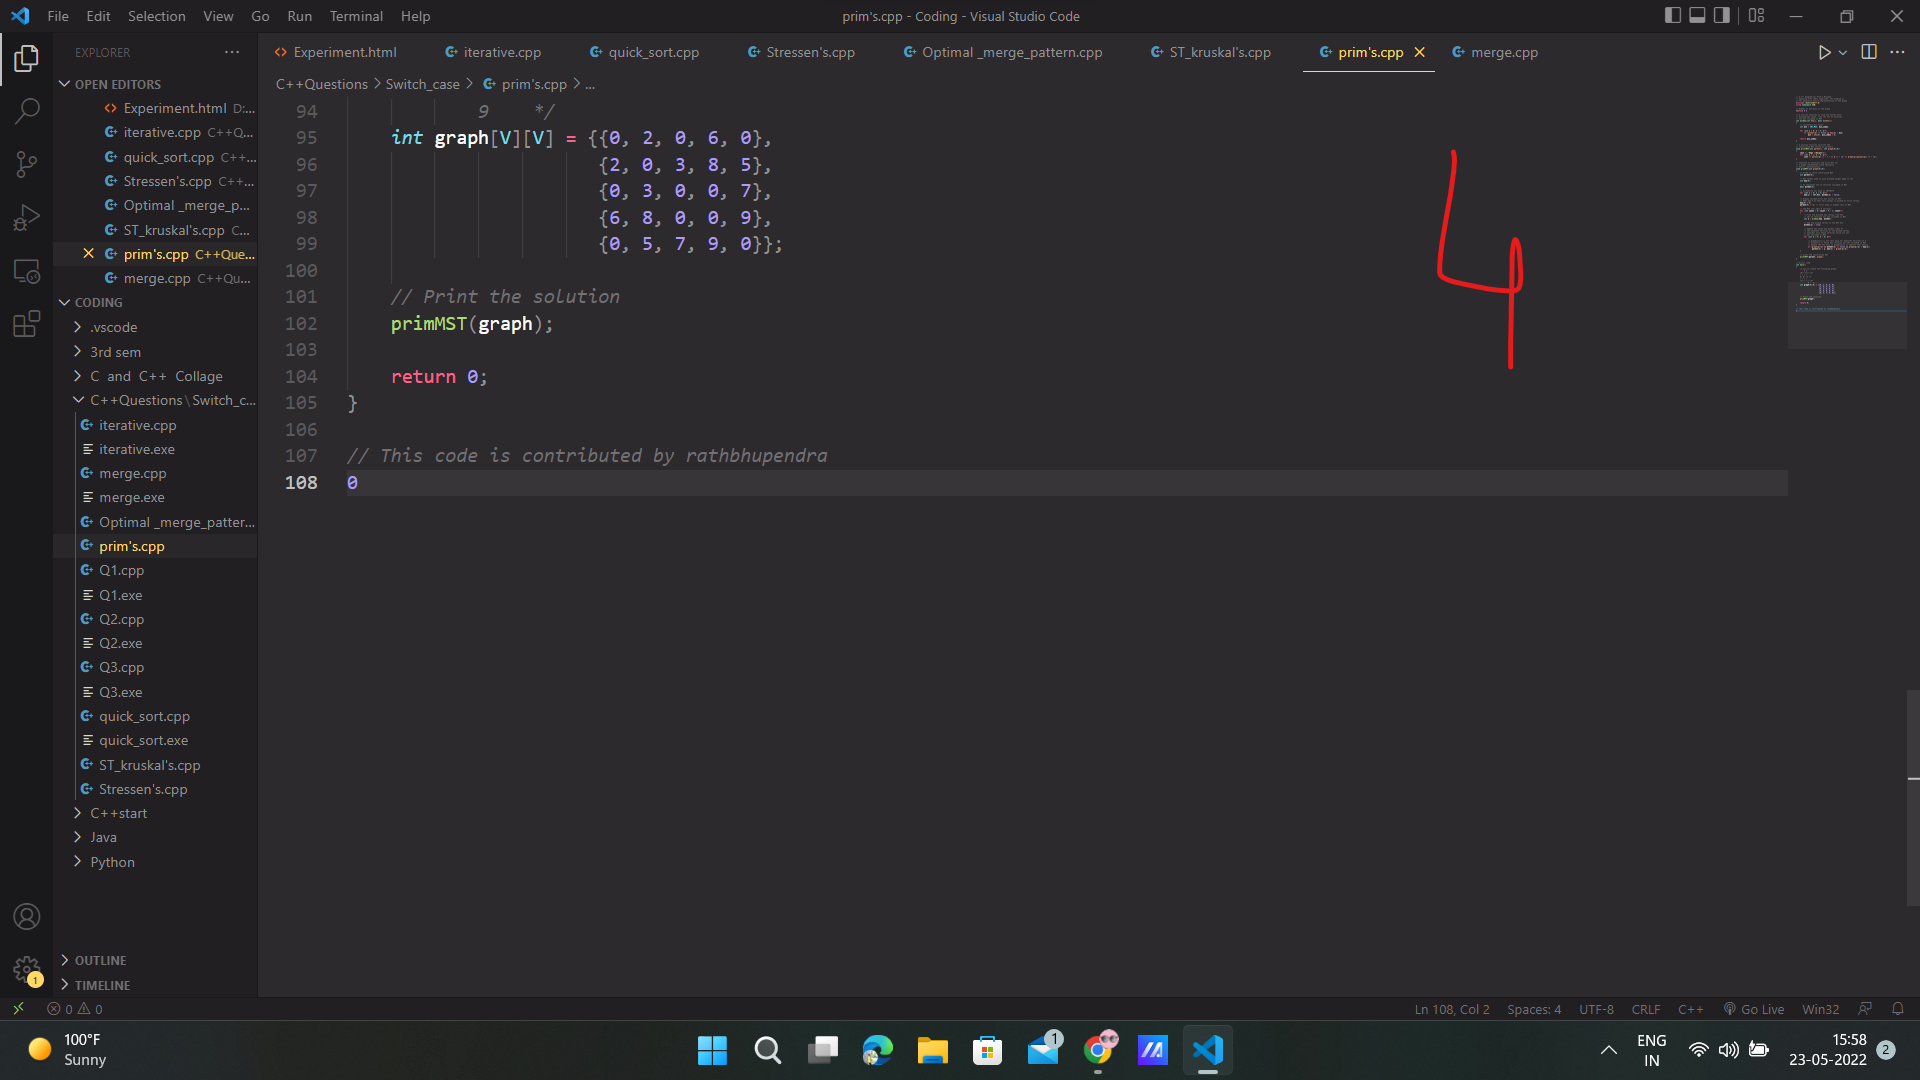 File Edit Selection View Go Run Terminal Help
prim's.cpp - Coding - Visual Studio Code
EXPLORER
OPEN EDITORS
Experiment.html D:...
iterative.cpp C++Q...
quick_sort.cpp C++...
Stressen's.cpp C++...
Optimal _merge_p...
ST_kruskal's.cpp C...
prim's.cpp C++Que...
merge.cpp C++Qu...
CODING
.vscode
3rd sem
C and C++ Collage
C++Questions\Switch_c...
iterative.cpp
iterative.exe
merge.cpp
merge.exe
Optimal _merge_patter...
prim's.cpp
Q1.cpp
Q1.exe
Q2.cpp
Q2.exe
Q3.cpp
Q3.exe
quick_sort.cpp
quick_sort.exe
ST_kruskal's.cpp
Stressen's.cpp
C++start
Java
Python
OUTLINE
TIMELINE
Experiment.html iterative.cpp quick_sort.cpp Stressen's.cpp Optimal _merge_pattern.cpp ST_kruskal's.cpp prim's.cpp merge.cpp
C++Questions > Switch_case > prim's.cpp > ...
94 9 */
95 int graph[V][V] = {{0, 2, 0, 6, 0},
96 {2, 0, 3, 8, 5},
97 {0, 3, 0, 0, 7},
98 {6, 8, 0, 0, 9},
99 {0, 5, 7, 9, 0}};
100
101 // Print the solution
102 primMST(graph);
103
104 return 0;
105 }
106
107 // This code is contributed by rathbhupendra
108 0
4
1
0 0
Ln 108, Col 2 Spaces: 4 UTF-8 CRLF C++ Go Live Win32
100°F
Sunny
1
ENG
IN
15:58
23-05-2022
2